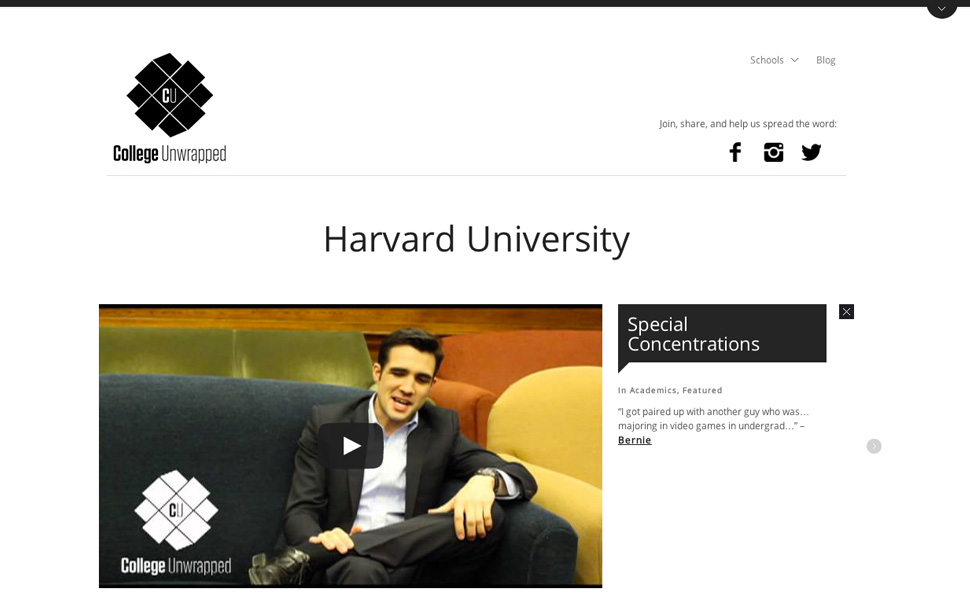 Schools
Blog
CU
College Unwrapped
Join, share, and help us spread the word:
Harvard University
Special
Concentrations
In Academics, Featured
“I got paired up with another guy who was…
majoring in video games in undergrad…” –
Bernie
CU
College Unwrapped